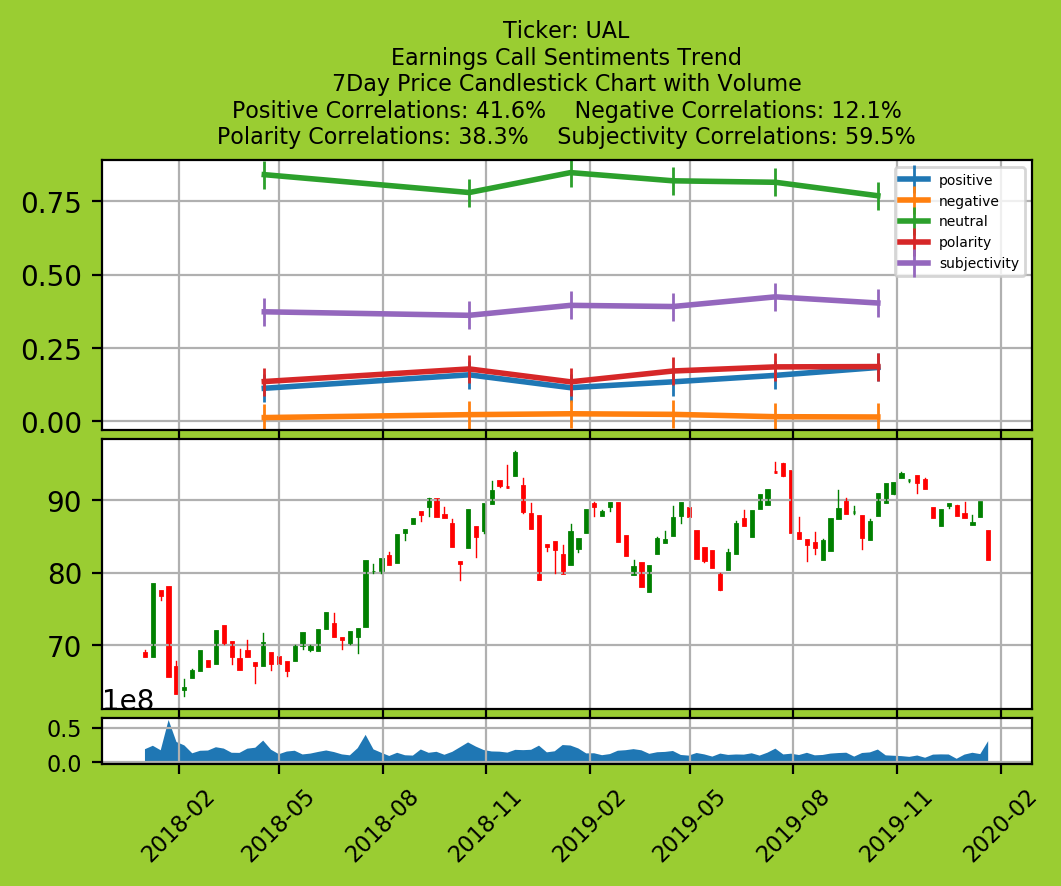 Ticker: UAL
Earnings Call Sentiments Trend
7Day Price Candlestick Chart with Volume
Positive Correlations: 41.6%    Negative Correlations: 12.1%
Polarity Correlations: 38.3%    Subjectivity Correlations: 59.5%
positive
negative
neutral
polarity
subjectivity
0.75
0.50
0.25
0.00
90
80
70
1e8
0.5
0.0
2018-02
2018-05
2018-08
2018-11
2019-02
2019-05
2019-08
2019-11
2020-02